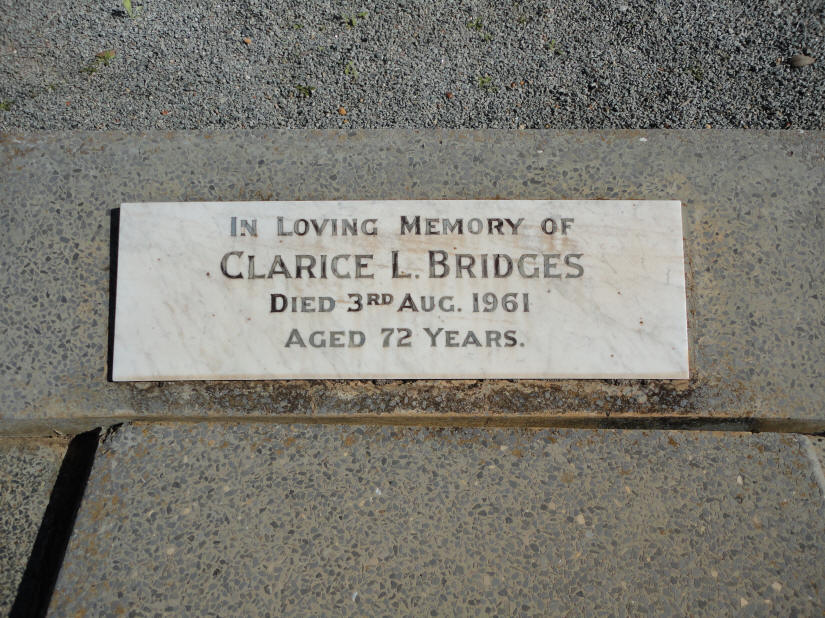 In Loving Memory of
Clarice L. Bridges
Died 3rd Aug. 1961
Aged 72 Years.